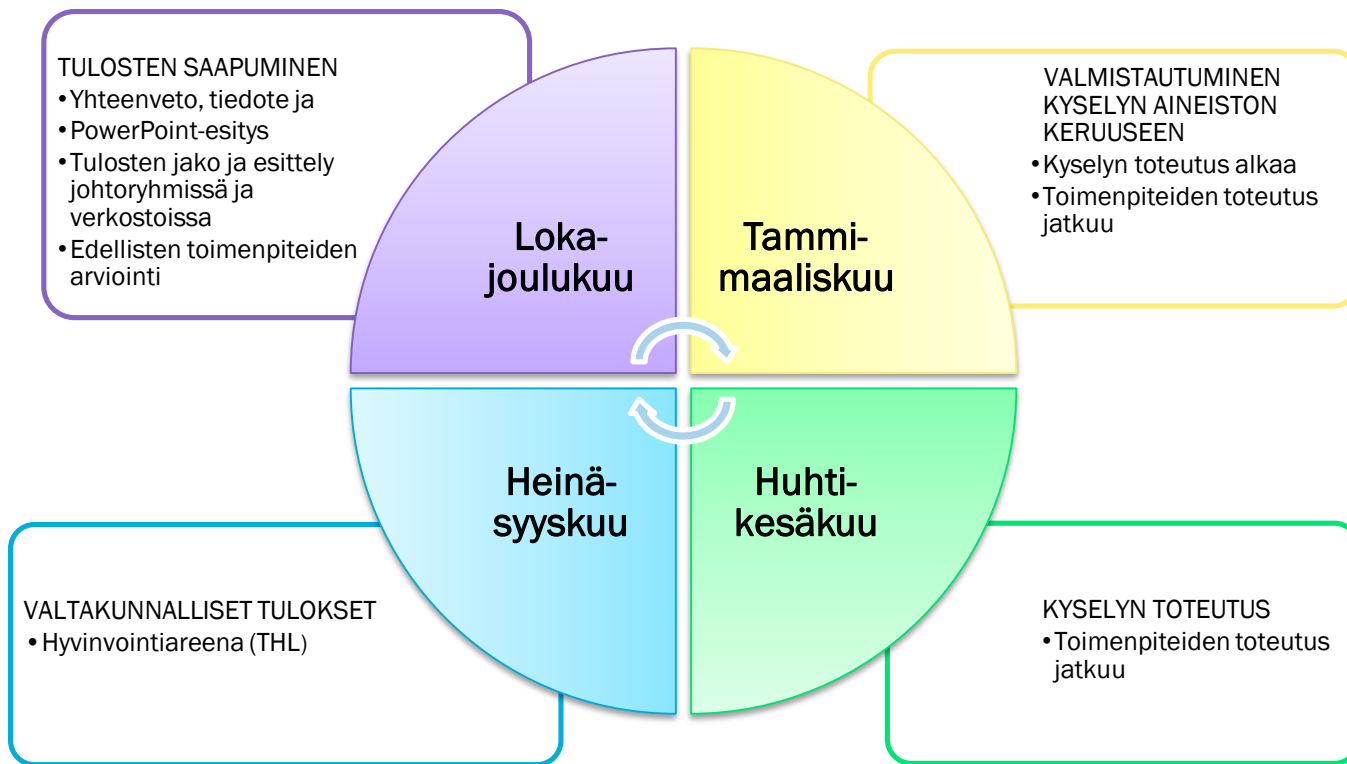 TULOSTEN SAAPUMINEN
•Yhteenveto, tiedote ja
•PowerPoint-esitys
•Tulosten jako ja esittely
johtoryhmissä ja
verkostoissa
•Edellisten toimenpiteiden
arviointi
VALMISTAUTUMINEN
KYSELYN AINEISTON
KERUUSEEN
•Kyselyn toteutus alkaa
•Toimenpiteiden toteutus
jatkuu
Loka-
joulukuu
Tammi-
maaliskuu
Heinä-
syyskuu
Huhti-
kesäkuu
VALTAKUNNALLISET TULOKSET
•Hyvinvointiareena (THL)
KYSELYN TOTEUTUS
•Toimenpiteiden toteutus
jatkuu